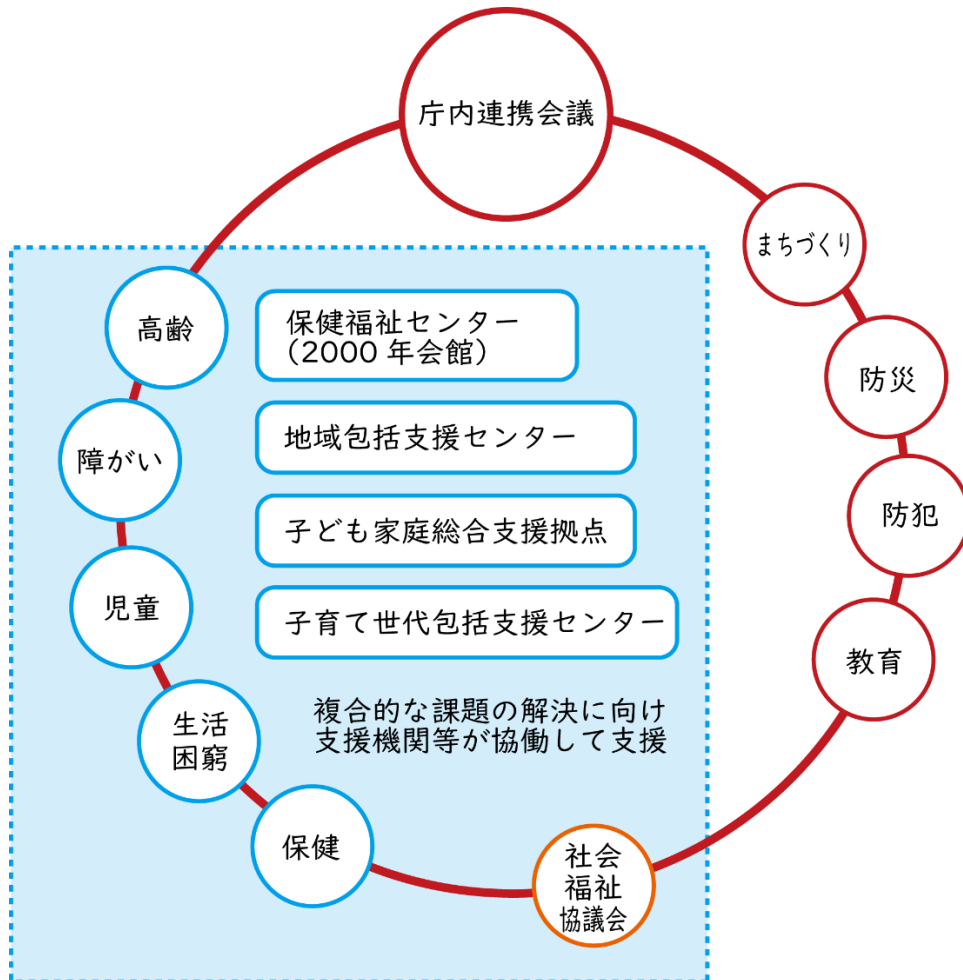 庁内連携会議
まちづくり
防災
防犯
教育
高齢
障がい
児童
生活
困窮
保健
社会
福祉
協議会
保健福祉センター
(2000年会館)
地域包括支援センター
子ども家庭総合支援拠点
子育て世代包括支援センター
複合的な課題の解決に向け
支援機関等が協働して支援